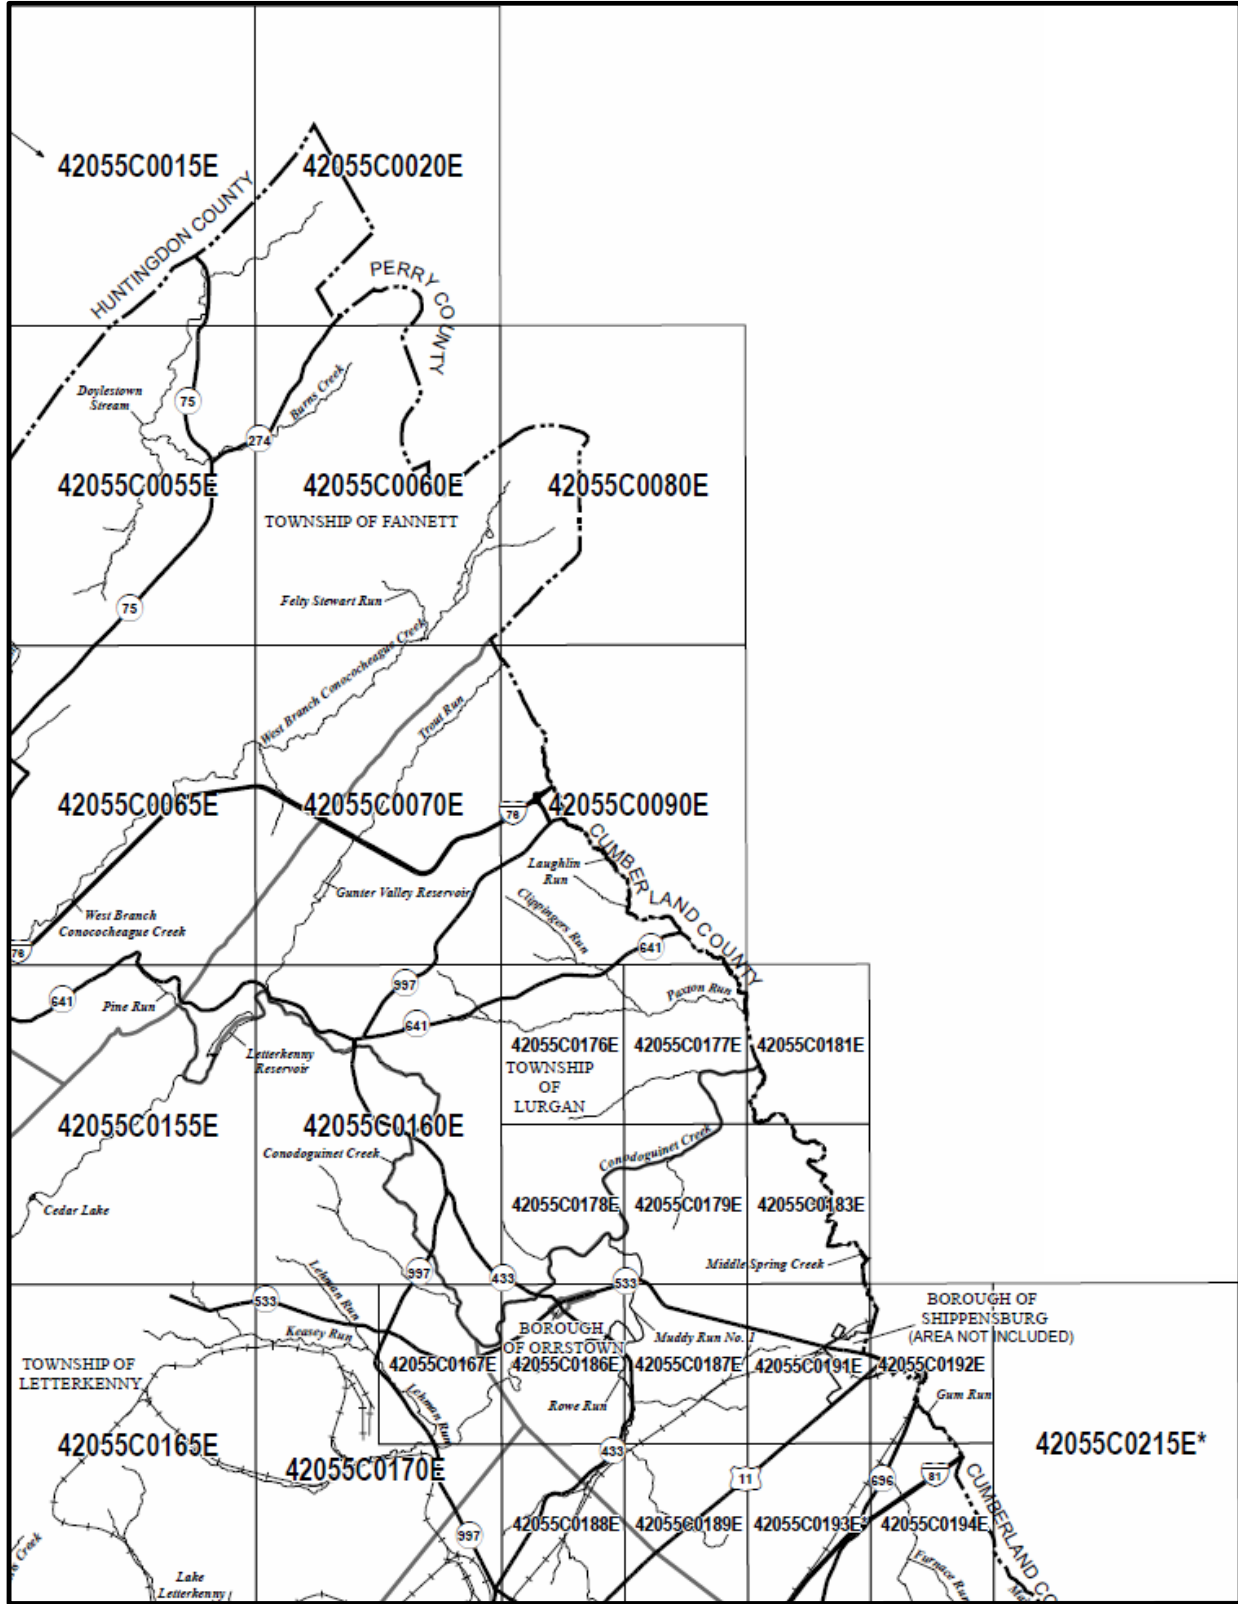 42055C0015E
42055C0020E
HUNTINGDON COUNTY
PERRY COUNTY
Doylestown
Stream
75
Burns Creek
274
42055C0055E
42055C0060E
42055C0080E
TOWNSHIP OF FANNETT
75
Felty Stewart Run
West Branch Conococheague Creek
Trout Run
42055C0065E
42055C0070E
76
42055C0090E
CUMBERLAND COUNTY
Laughlin
Run
Gunter Valley Reservoir
Clippingers Run
West Branch
Conococheague Creek
76
641
641
Pine Run
997
Paxton Run
641
Letterkenny
Reservoir
42055C0176E
42055C0177E
42055C0181E
TOWNSHIP
OF
LURGAN
42055C0155E
42055C0160E
Conodoguinet Creek
Conodoguinet Creek
Cedar Lake
42055C0178E
42055C0179E
42055C0183E
Middle Spring Creek
Lehman Run
997
433
533
533
Keasey Run
BOROUGH OF
SHIPPENSBURG
(AREA NOT INCLUDED)
BOROUGH
OF ORRSTOWN
Muddy Run No. 1
TOWNSHIP OF
LETTERKENNY
42055C0167E
42055C0186E
42055C0187E
42055C0191E
42055C0192E
Lehman Run
Rowe Run
Gum Run
42055C0165E
42055C0170E
433
11
696
81
42055C0215E*
CUMBERLAND CO
997
42055C0188E
42055C0189E
42055C0193E*
42055C0194E
Creek
Lake
Letterkenny
Furnace Run